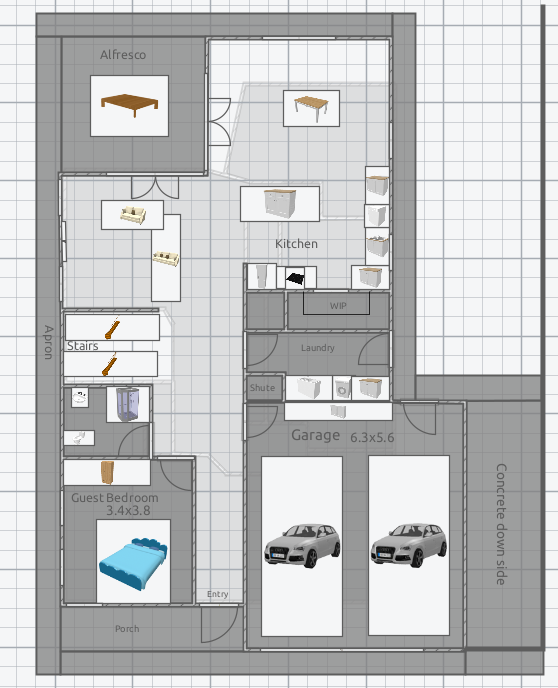 Alfresco
Kitchen
WIP
Apron
Stairs
Laundry
Shute
Garage 6.3x5.6
Concrete down side
Guest Bedroom
3.4x3.8
Entry
Porch